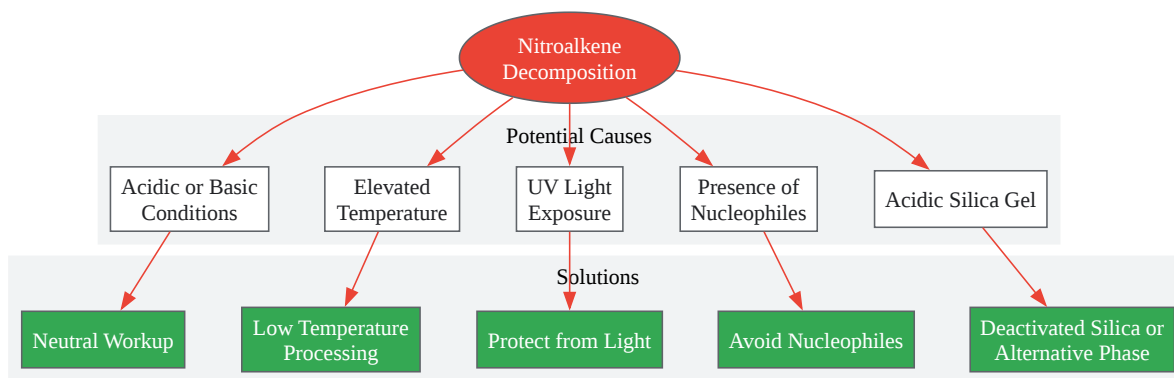 Nitroalkene
Decomposition
Potential Causes
Acidic or Basic
Conditions
Elevated
Temperature
UV Light
Exposure
Presence of
Nucleophiles
Acidic Silica Gel
Solutions
Neutral Workup
Low Temperature
Processing
Protect from Light
Avoid Nucleophiles
Deactivated Silica or
Alternative Phase